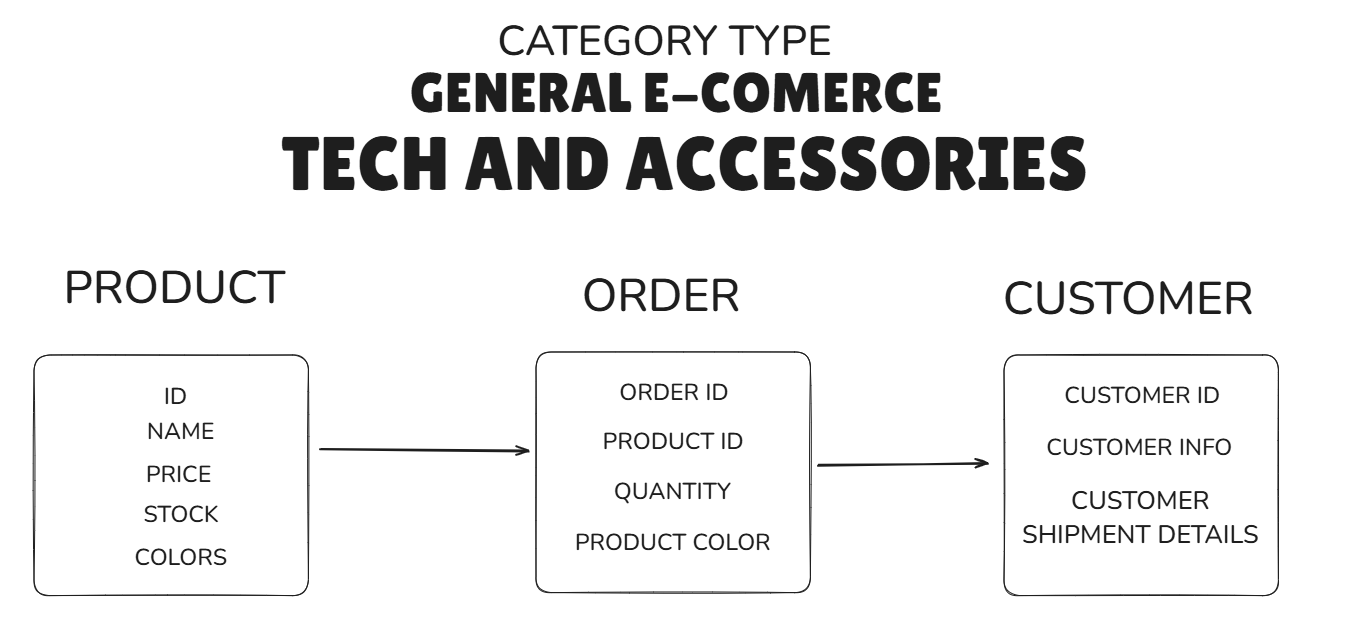 CATEGORY TYPE
GENERAL E-COMERCE
TECH AND ACCESSORIES
PRODUCT
ID
NAME
PRICE
STOCK
COLORS
ORDER
ORDER ID
PRODUCT ID
QUANTITY
PRODUCT COLOR
CUSTOMER
CUSTOMER ID
CUSTOMER INFO
CUSTOMER
SHIPMENT DETAILS